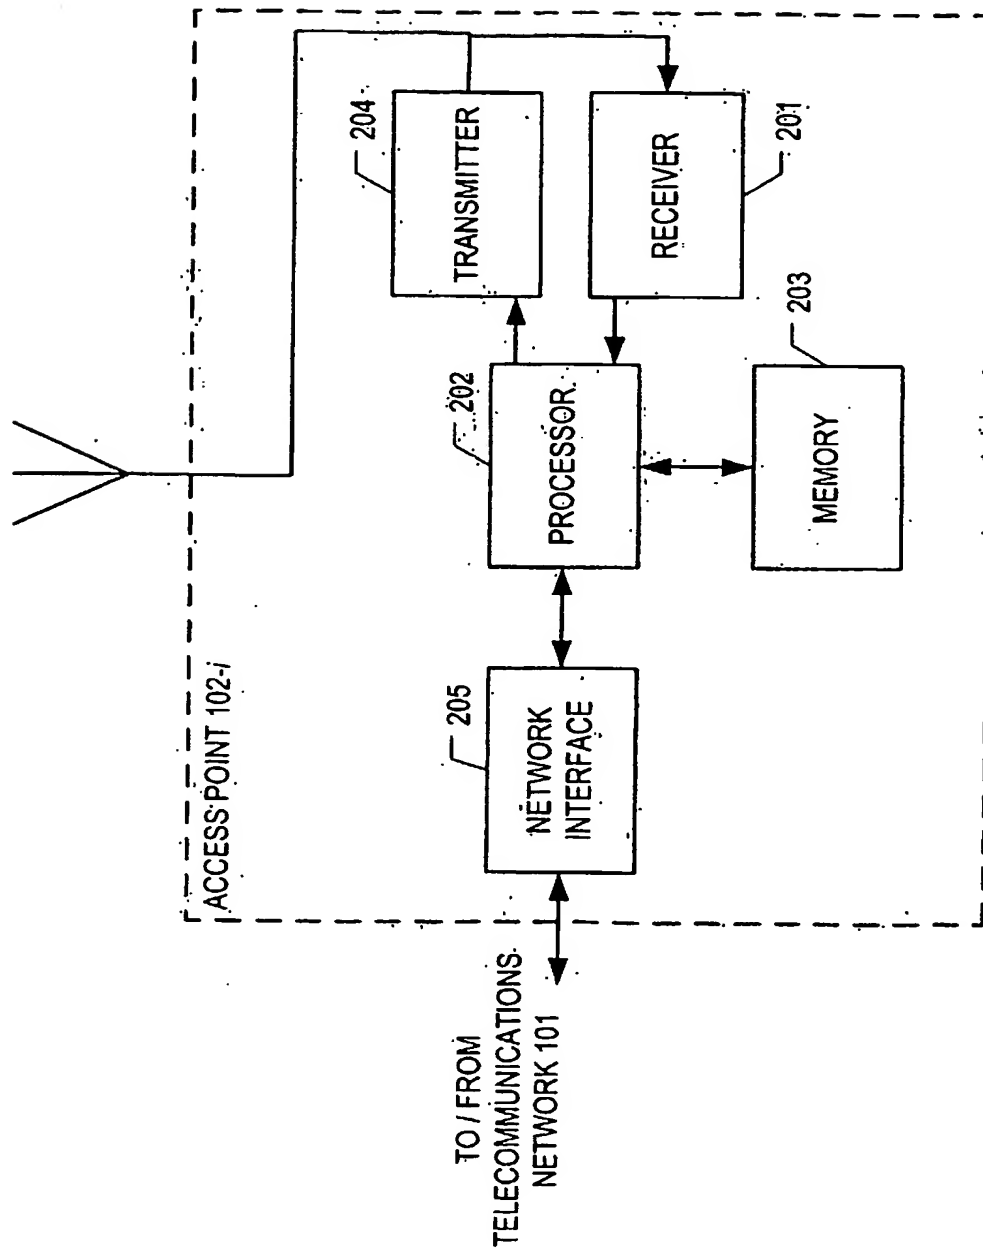 ACCESS POINT 102-i
204
TRANSMITTER
202
PROCESSOR
RECEIVER
201
205
NETWORK
INTERFACE
203
MEMORY
TO / FROM
TELECOMMUNICATIONS
NETWORK 101